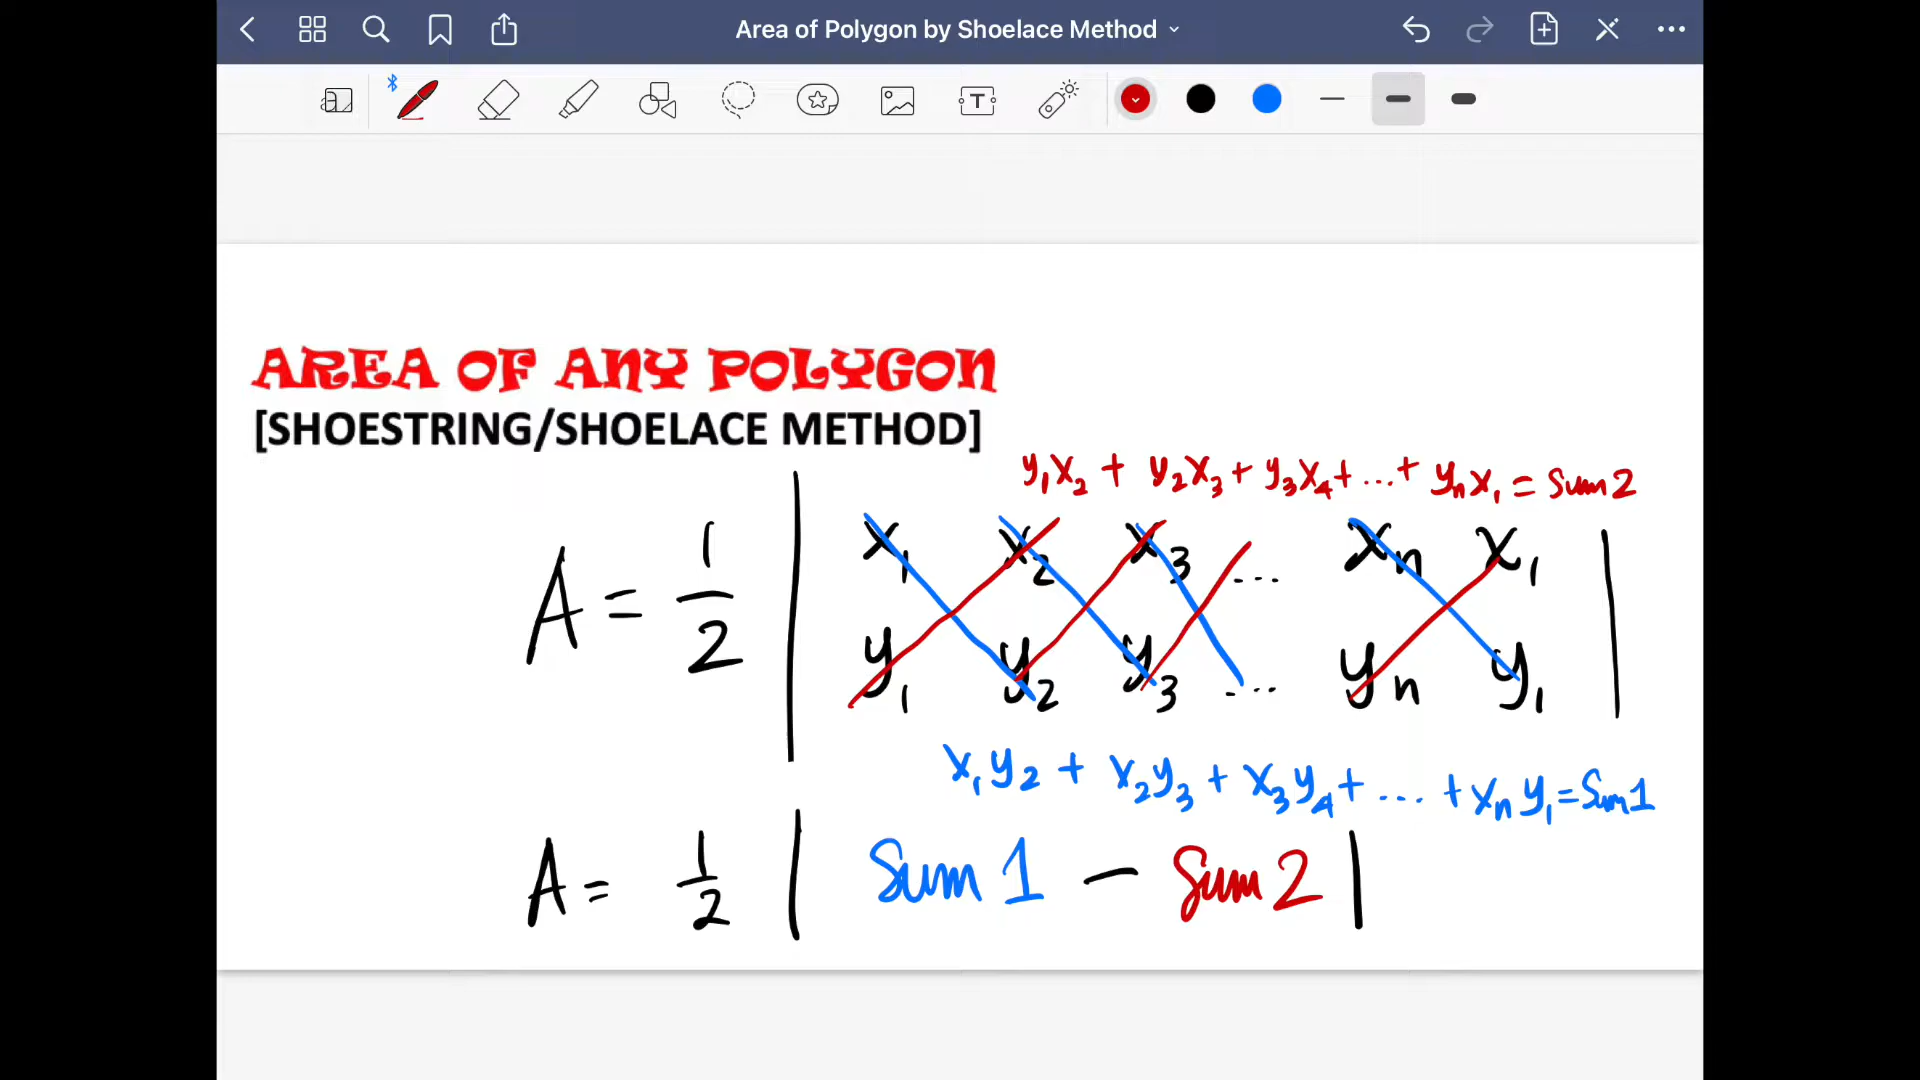 Area of Polygon by Shoelace Method
AREA OF ANY POLYGON
[SHOESTRING/SHOELACE METHOD]
y₁x₂ + y₂x₃ + y₃x₄ + ... + yₙx₁ = Sum 2
A = 1/2 | x₁ x₂ x₃ ... xₙ x₁ |
y₁ y₂ y₃ ... yₙ y₁
x₁y₂ + x₂y₃ + x₃y₄ + .... + xₙy₁ = Sum 1
A = 1/2 | Sum 1 − Sum 2 |